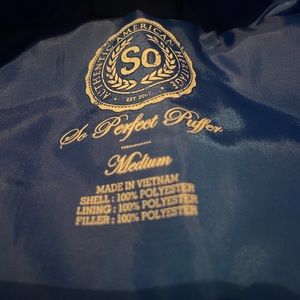 AUTHENTIC AMERICAN HERITAGE
SO
So Perfect Puffer
Medium
MADE IN VIETNAM
SHELL : 100% POLYESTER
LINING : 100% POLYESTER
FILLER : 100% POLYESTER